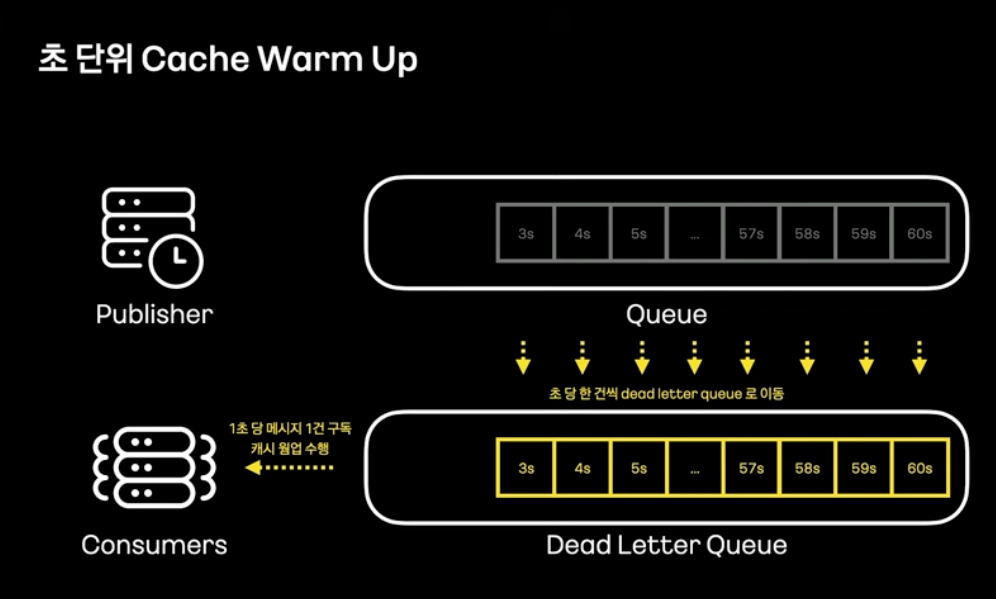 초 단위 Cache Warm Up
3s 4s 5s ... 57s 58s 59s 60s
Publisher
Queue
초 당 한 건씩 dead letter queue 로 이동
1초 당 메시지 1건 구독
캐시 웜업 수행
3s 4s 5s ... 57s 58s 59s 60s
Consumers
Dead Letter Queue